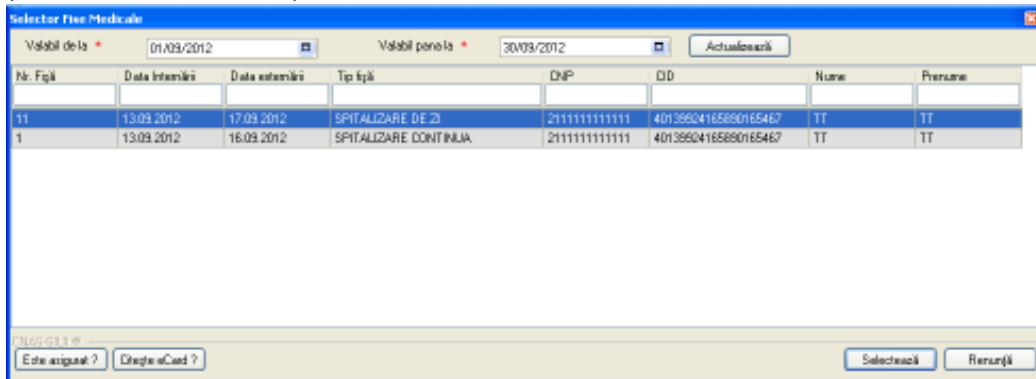 Selector Fise Medicale
Valabil de la * 01/09/2012 Valabil pana la * 30/09/2012 Actualizează
Nr. Fişă Data Internării Data externării Tip fişă CNP CID Nume Prenume
11 13.09.2012 17.09.2012 SPITALIZARE DE ZI 2111111111111 40139924165890165467 TT TT
1 13.09.2012 16.09.2012 SPITALIZARE CONTINUA 2111111111111 40139924165890165467 TT TT
CNAS-SIUI
Este asigurat ? Citeşte eCard ? Selectează Renunţă